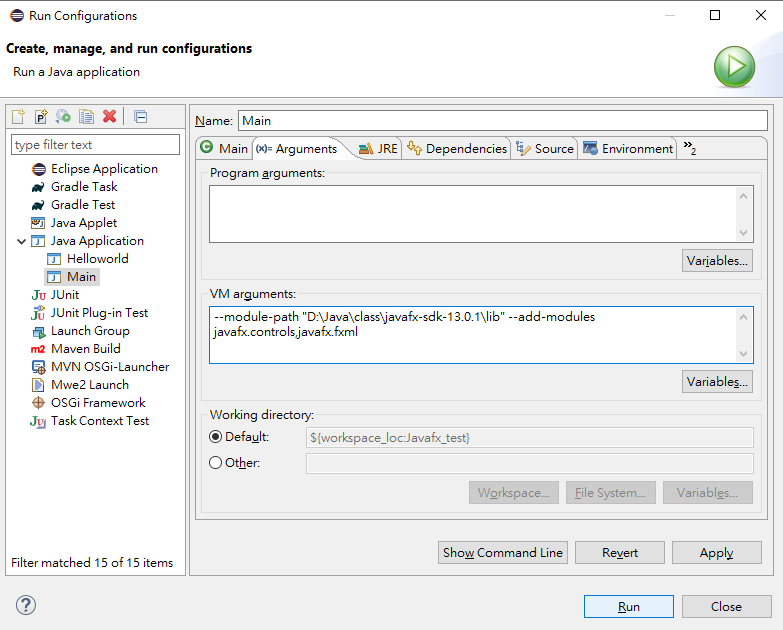 Run Configurations
Create, manage, and run configurations
Run a Java application
type filter text
Eclipse Application
Gradle Task
Gradle Test
Java Applet
Java Application
Helloworld
Main
JUnit
JUnit Plug-in Test
Launch Group
Maven Build
MVN OSGi-Launcher
Mwe2 Launch
OSGi Framework
Task Context Test
Filter matched 15 of 15 items
Name: Main
Main (x)= Arguments JRE Dependencies Source Environment »2
Program arguments:
Variables...
VM arguments:
--module-path "D:\Java\class\javafx-sdk-13.0.1\lib" --add-modules
javafx.controls,javafx.fxml
Variables...
Working directory:
Default: ${workspace_loc:Javafx_test}
Other:
Workspace... File System... Variables...
Show Command Line Revert Apply
? Run Close